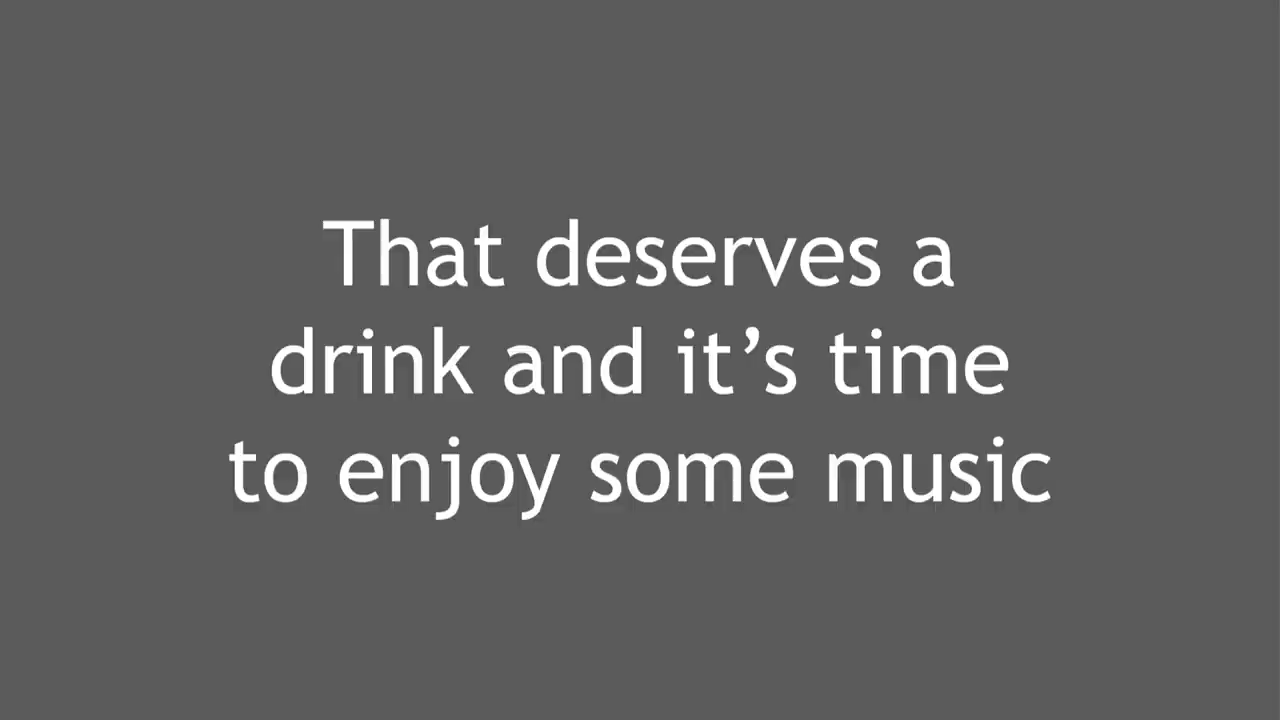 That deserves a
drink and it’s time
to enjoy some music